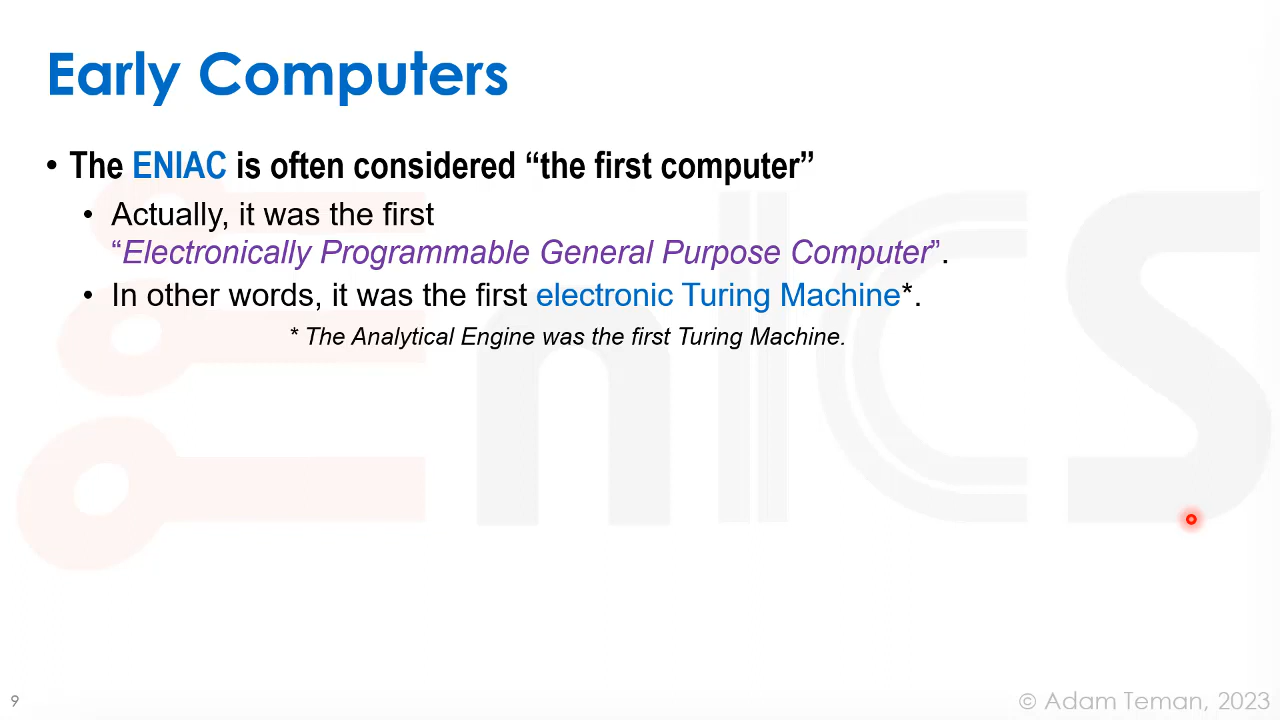 Early Computers
• The ENIAC is often considered “the first computer”
• Actually, it was the first
“Electronically Programmable General Purpose Computer”.
• In other words, it was the first electronic Turing Machine*.
* The Analytical Engine was the first Turing Machine.
EnICS
9
© Adam Teman, 2023